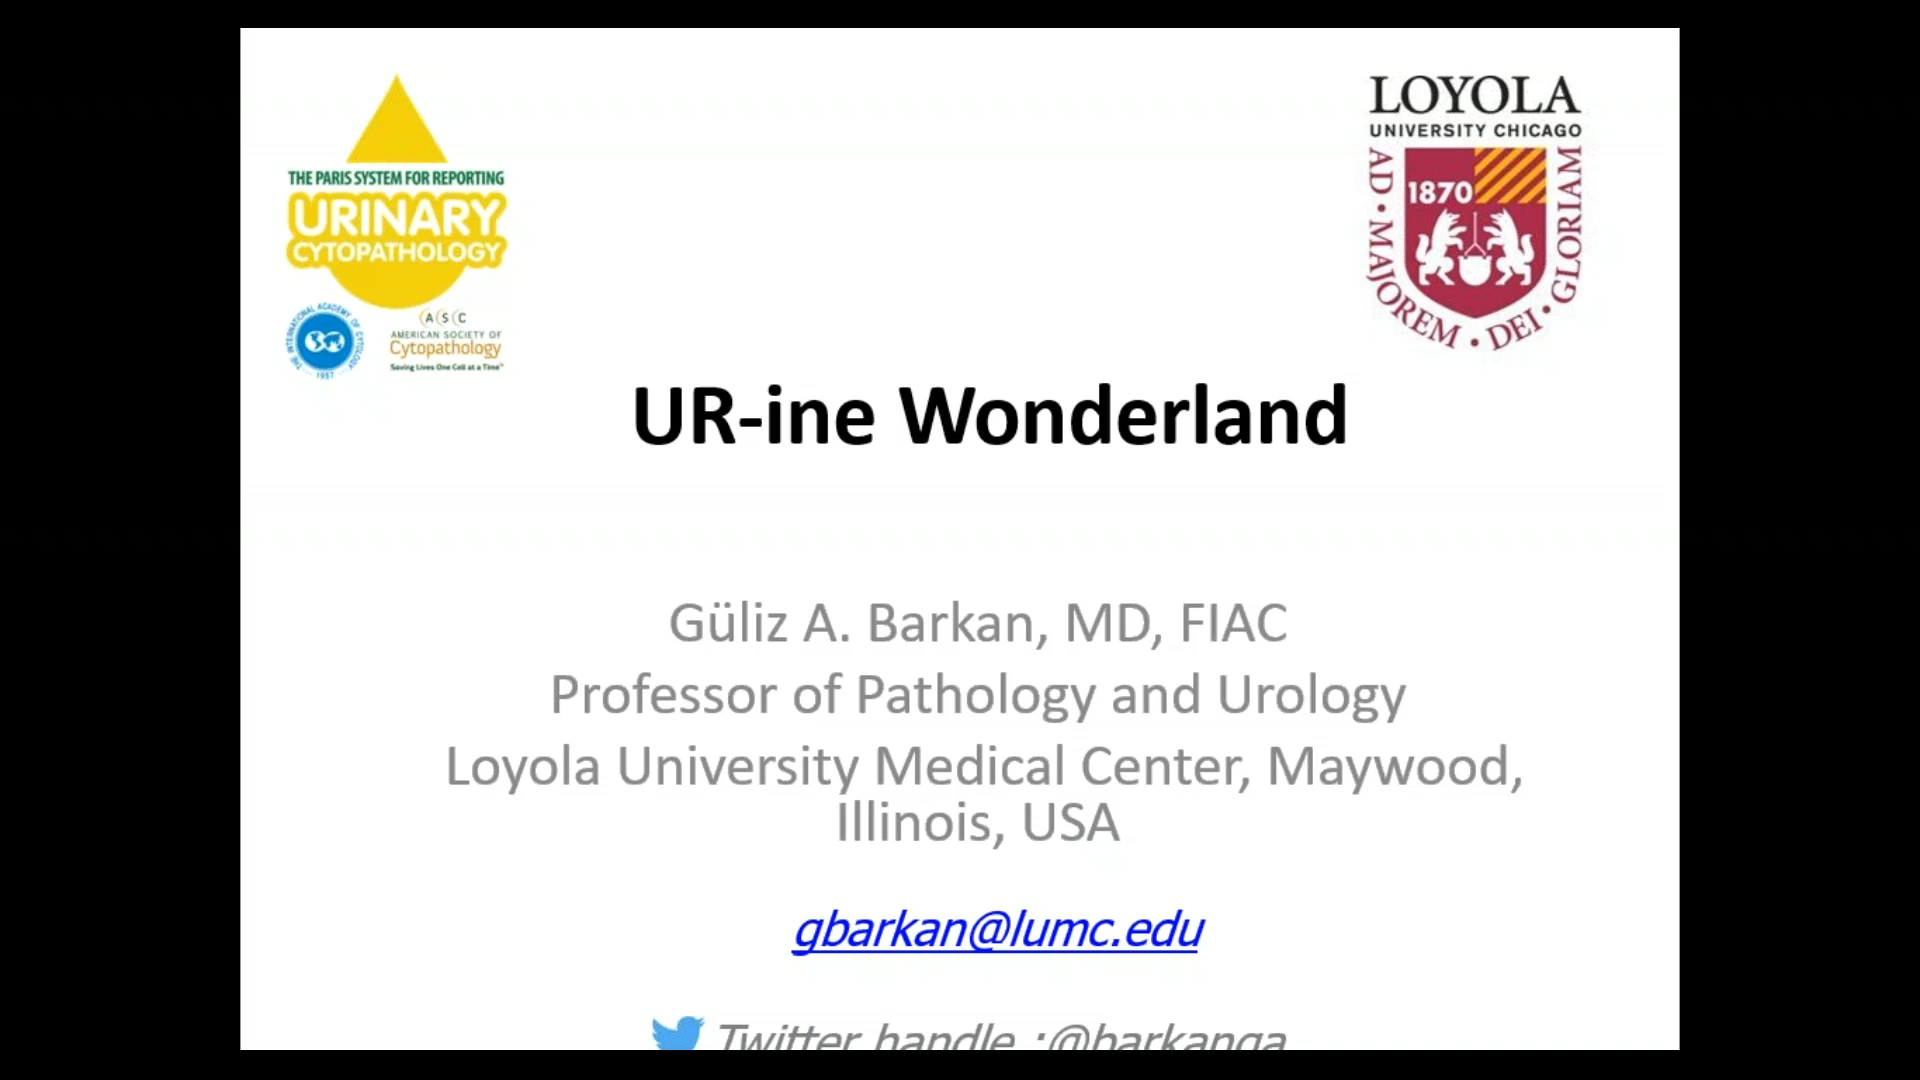 THE PARIS SYSTEM FOR REPORTING
URINARY
CYTOPATHOLOGY
THE INTERNATIONAL ACADEMY OF CYTOLOGY
1957
ASC
AMERICAN SOCIETY OF
Cytopathology
Saving Lives One Cell at a Time™
LOYOLA
UNIVERSITY CHICAGO
1870
AD • MAJOREM • DEI • GLORIAM
UR-ine Wonderland
Güliz A. Barkan, MD, FIAC
Professor of Pathology and Urology
Loyola University Medical Center, Maywood,
Illinois, USA
gbarkan@lumc.edu
Twitter handle :@barkanga